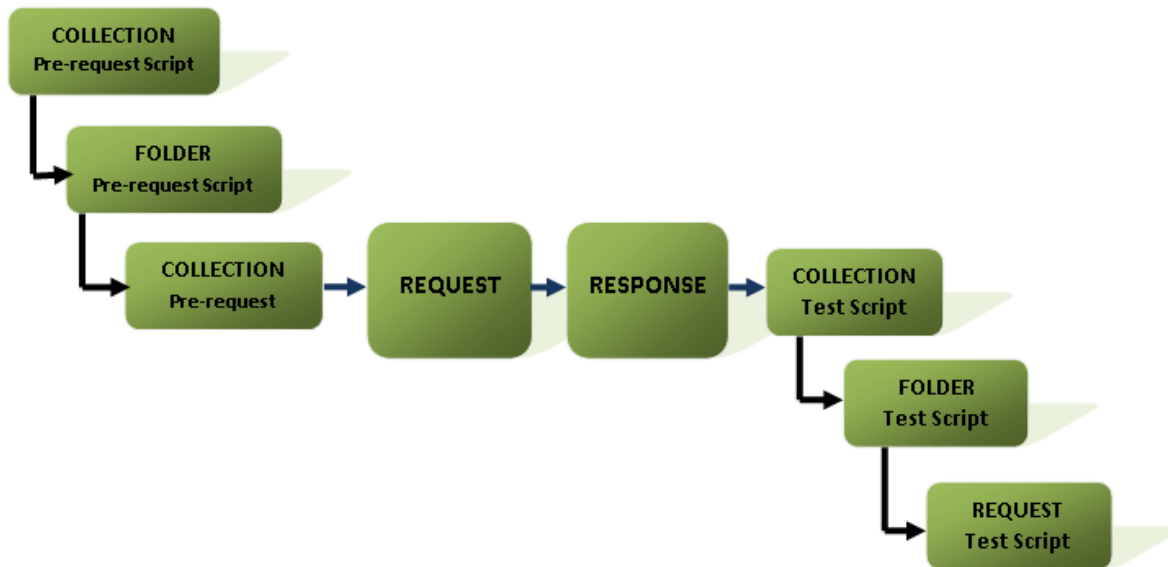 COLLECTION
Pre-request Script
FOLDER
Pre-request Script
COLLECTION
Pre-request
REQUEST
RESPONSE
COLLECTION
Test Script
FOLDER
Test Script
REQUEST
Test Script